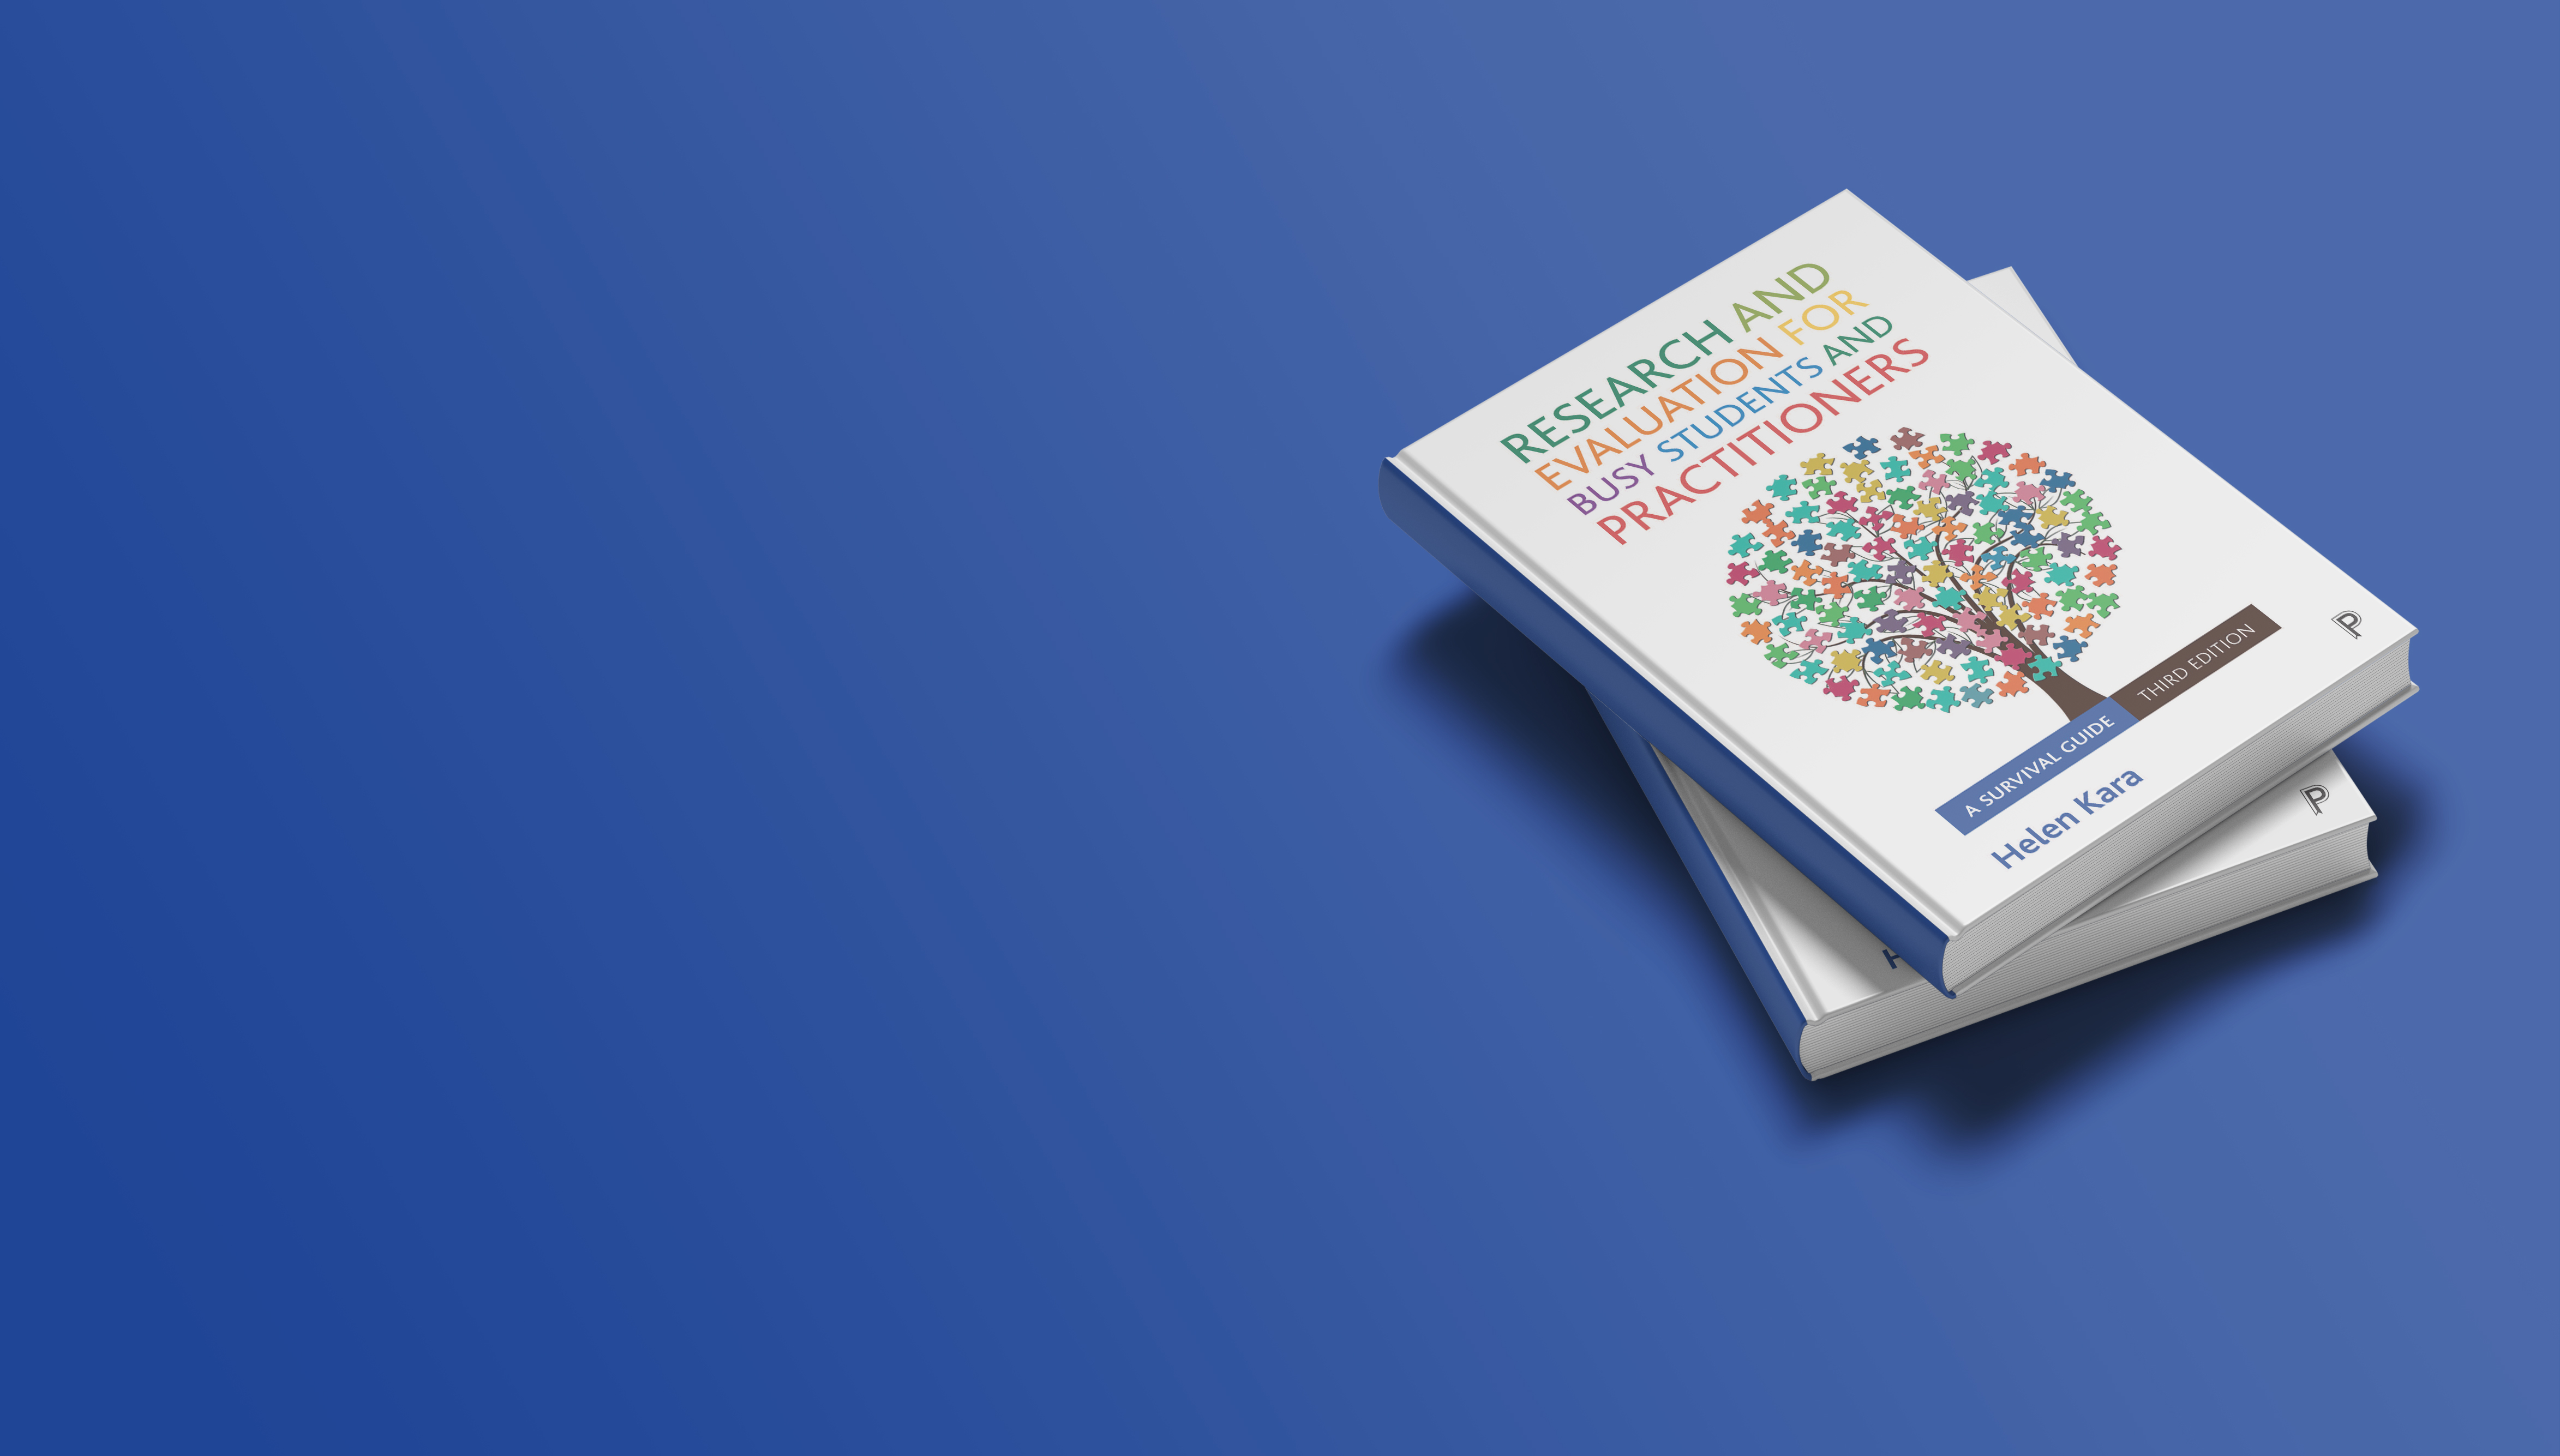 RESEARCH AND
EVALUATION FOR
BUSY STUDENTS AND
PRACTITIONERS
A SURVIVAL GUIDE
THIRD EDITION
Helen Kara
P
P
H